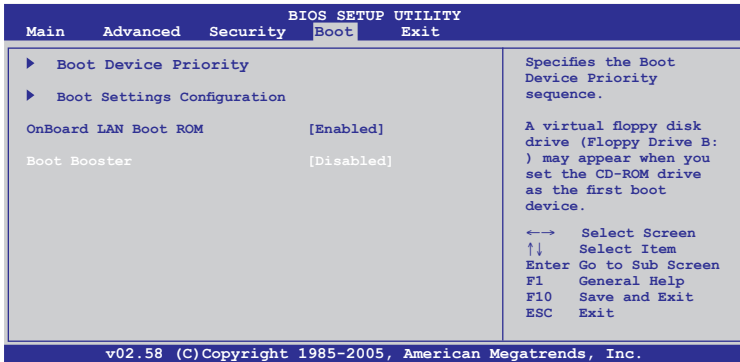 BIOS SETUP UTILITY
Main Advanced Security Boot Exit
Boot Device Priority
Boot Settings Configuration
OnBoard LAN Boot ROM [Enabled]
Boot Booster [Disabled]
Specifies the Boot
Device Priority
sequence.
A virtual floppy disk
drive (Floppy Drive B:
) may appear when you
set the CD-ROM drive
as the first boot
device.
←→ Select Screen
↑↓ Select Item
Enter Go to Sub Screen
F1 General Help
F10 Save and Exit
ESC Exit
v02.58 (C)Copyright 1985-2005, American Megatrends, Inc.